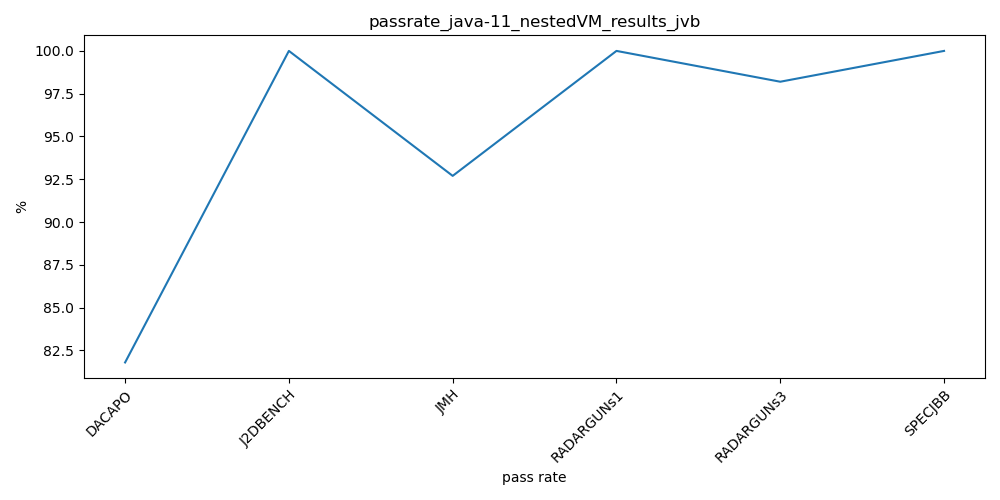 passrate_java-11_nestedVM_results_jvb
100.0
97.5
95.0
92.5
90.0
87.5
85.0
82.5
%
DACAPO
J2DBENCH
JMH
RADARGUNs1
RADARGUNs3
SPECJBB
pass rate